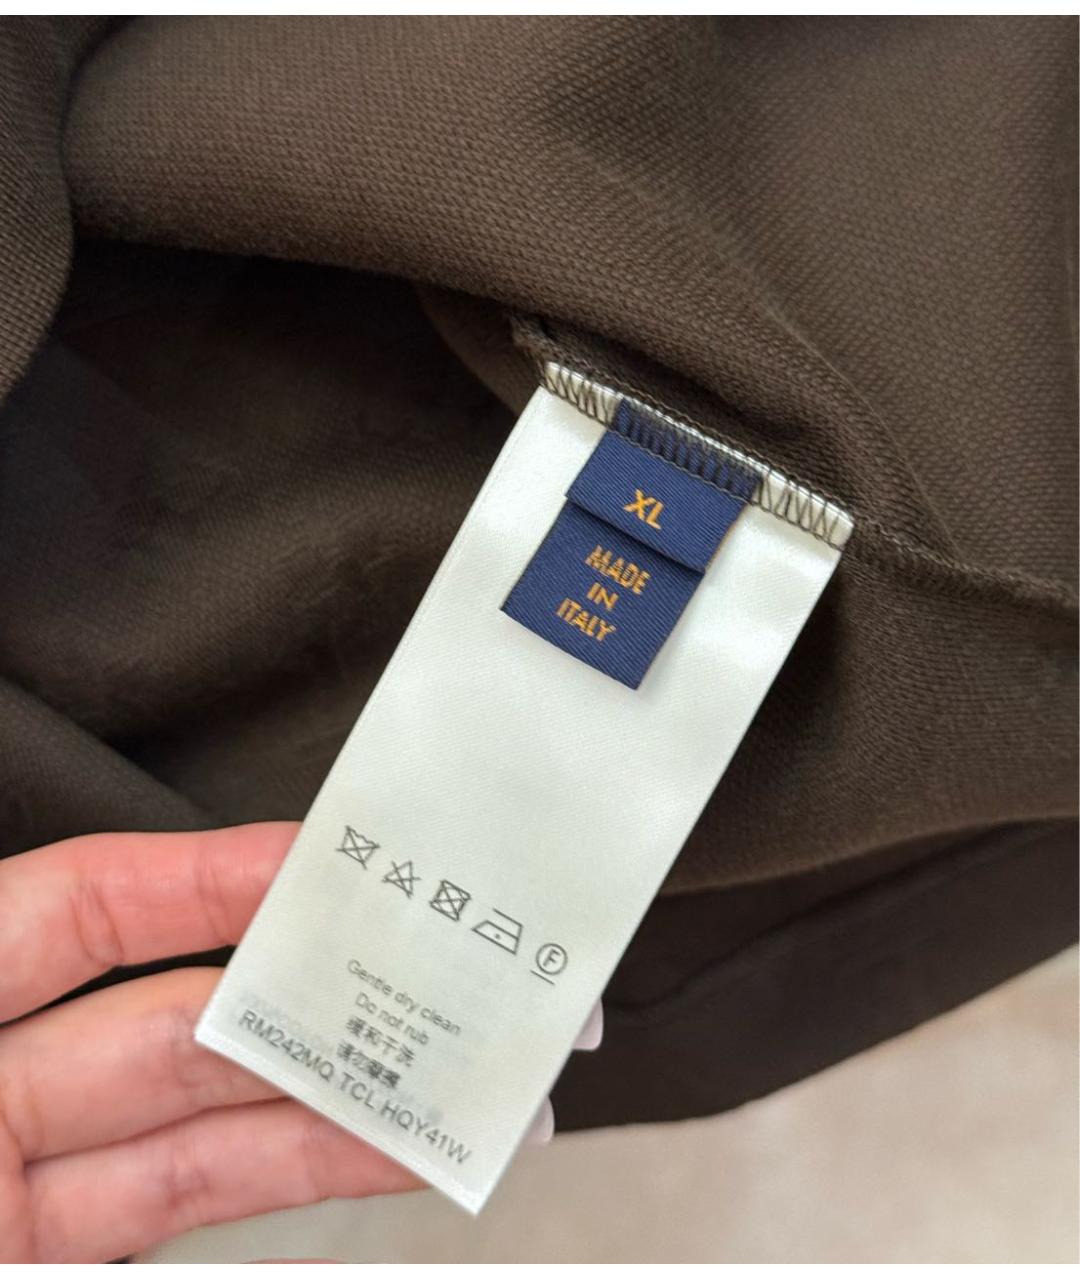 XL
MADE
IN
ITALY
F
Gentle dry clean
Do not rub
缓和干洗
请勿摩擦
RM242MQ TCL HQY41W